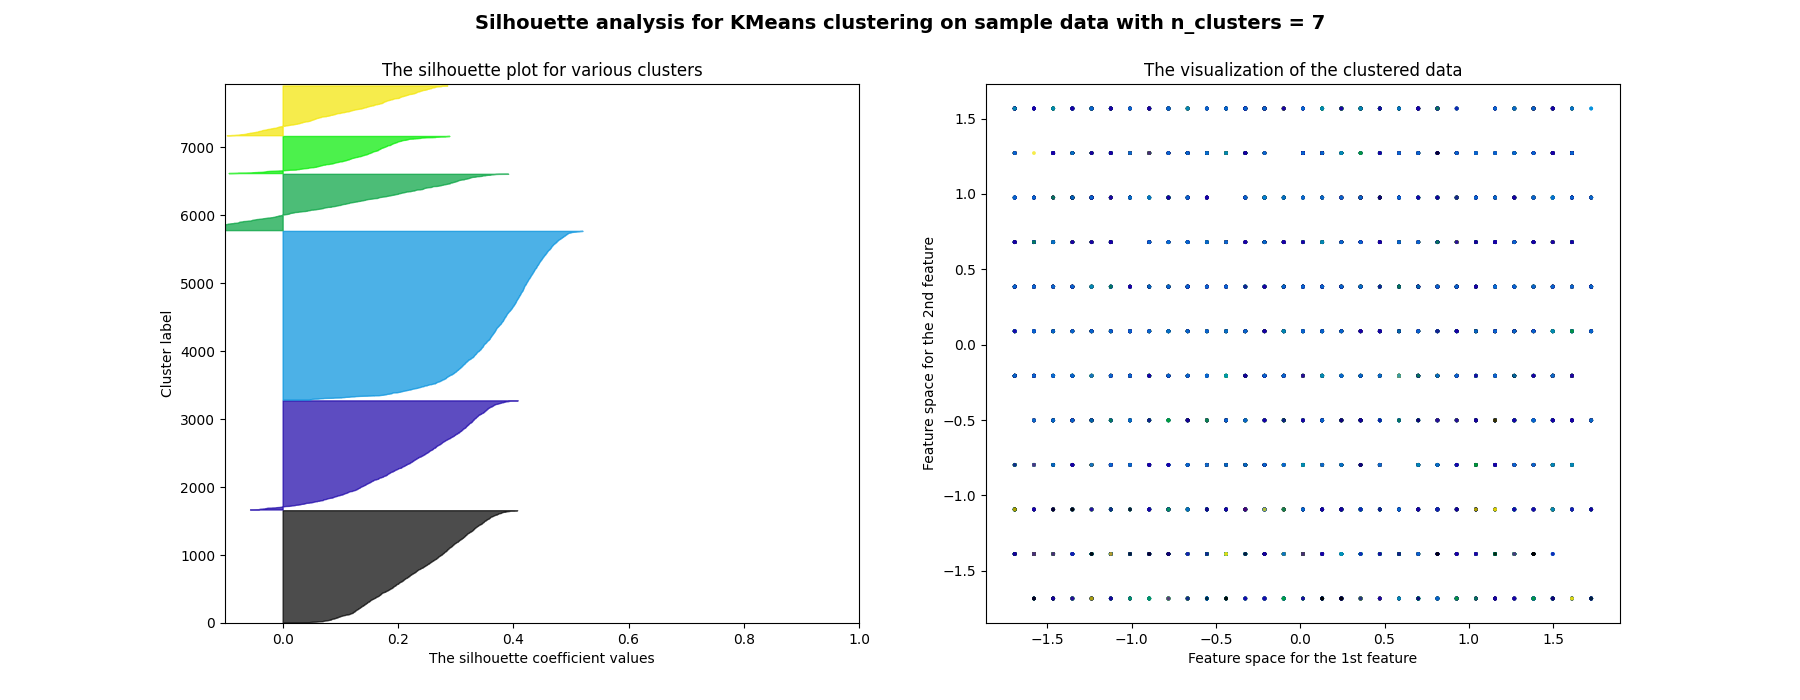 Silhouette analysis for KMeans clustering on sample data with n_clusters = 7
The silhouette plot for various clusters
Cluster label
7000
6000
5000
4000
3000
2000
1000
0
0.0 0.2 0.4 0.6 0.8 1.0
The silhouette coefficient values
The visualization of the clustered data
Feature space for the 2nd feature
1.5
1.0
0.5
0.0
−0.5
−1.0
−1.5
−1.5 −1.0 −0.5 0.0 0.5 1.0 1.5
Feature space for the 1st feature